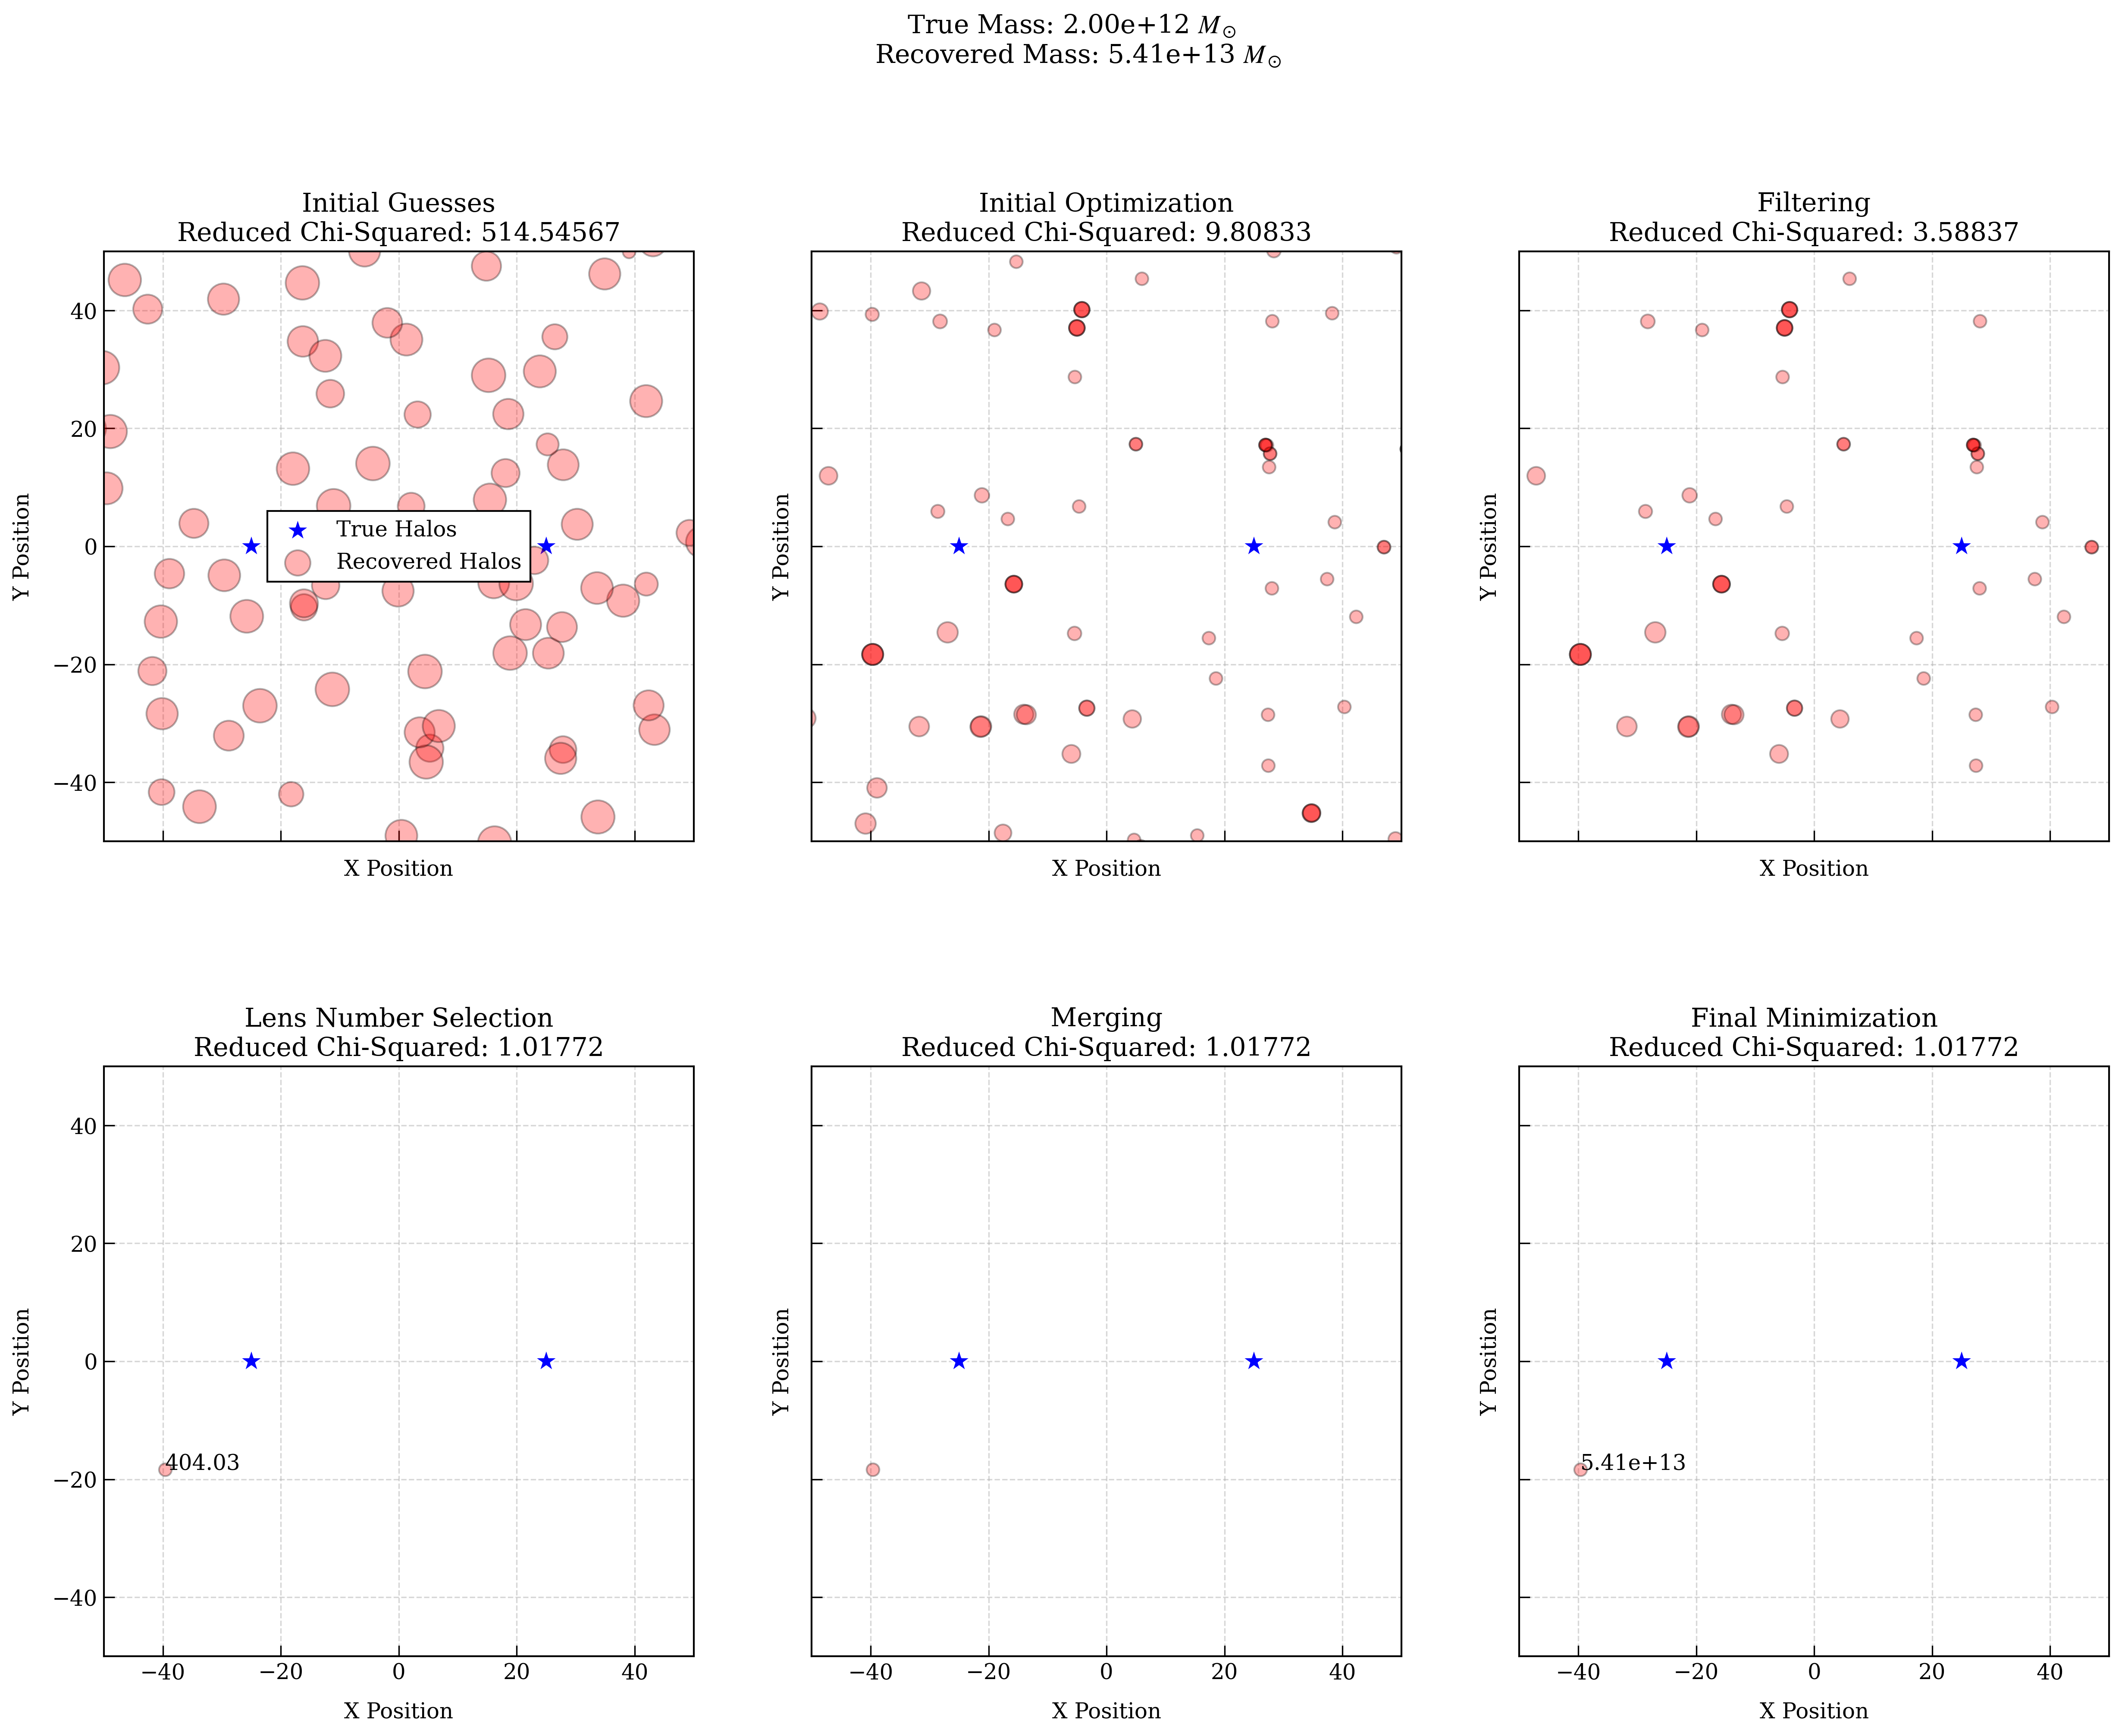 True Mass: 2.00e+12 M⊙
Recovered Mass: 5.41e+13 M⊙
Initial Guesses
Reduced Chi-Squared: 514.54567
Initial Optimization
Reduced Chi-Squared: 9.80833
Filtering
Reduced Chi-Squared: 3.58837
40
20
0
−20
−40
Y Position
Y Position
Y Position
True Halos
Recovered Halos
X Position
X Position
X Position
Lens Number Selection
Reduced Chi-Squared: 1.01772
Merging
Reduced Chi-Squared: 1.01772
Final Minimization
Reduced Chi-Squared: 1.01772
40
20
0
−20
−40
Y Position
Y Position
Y Position
404.03
5.41e+13
−40 −20 0 20 40
−40 −20 0 20 40
−40 −20 0 20 40
X Position
X Position
X Position